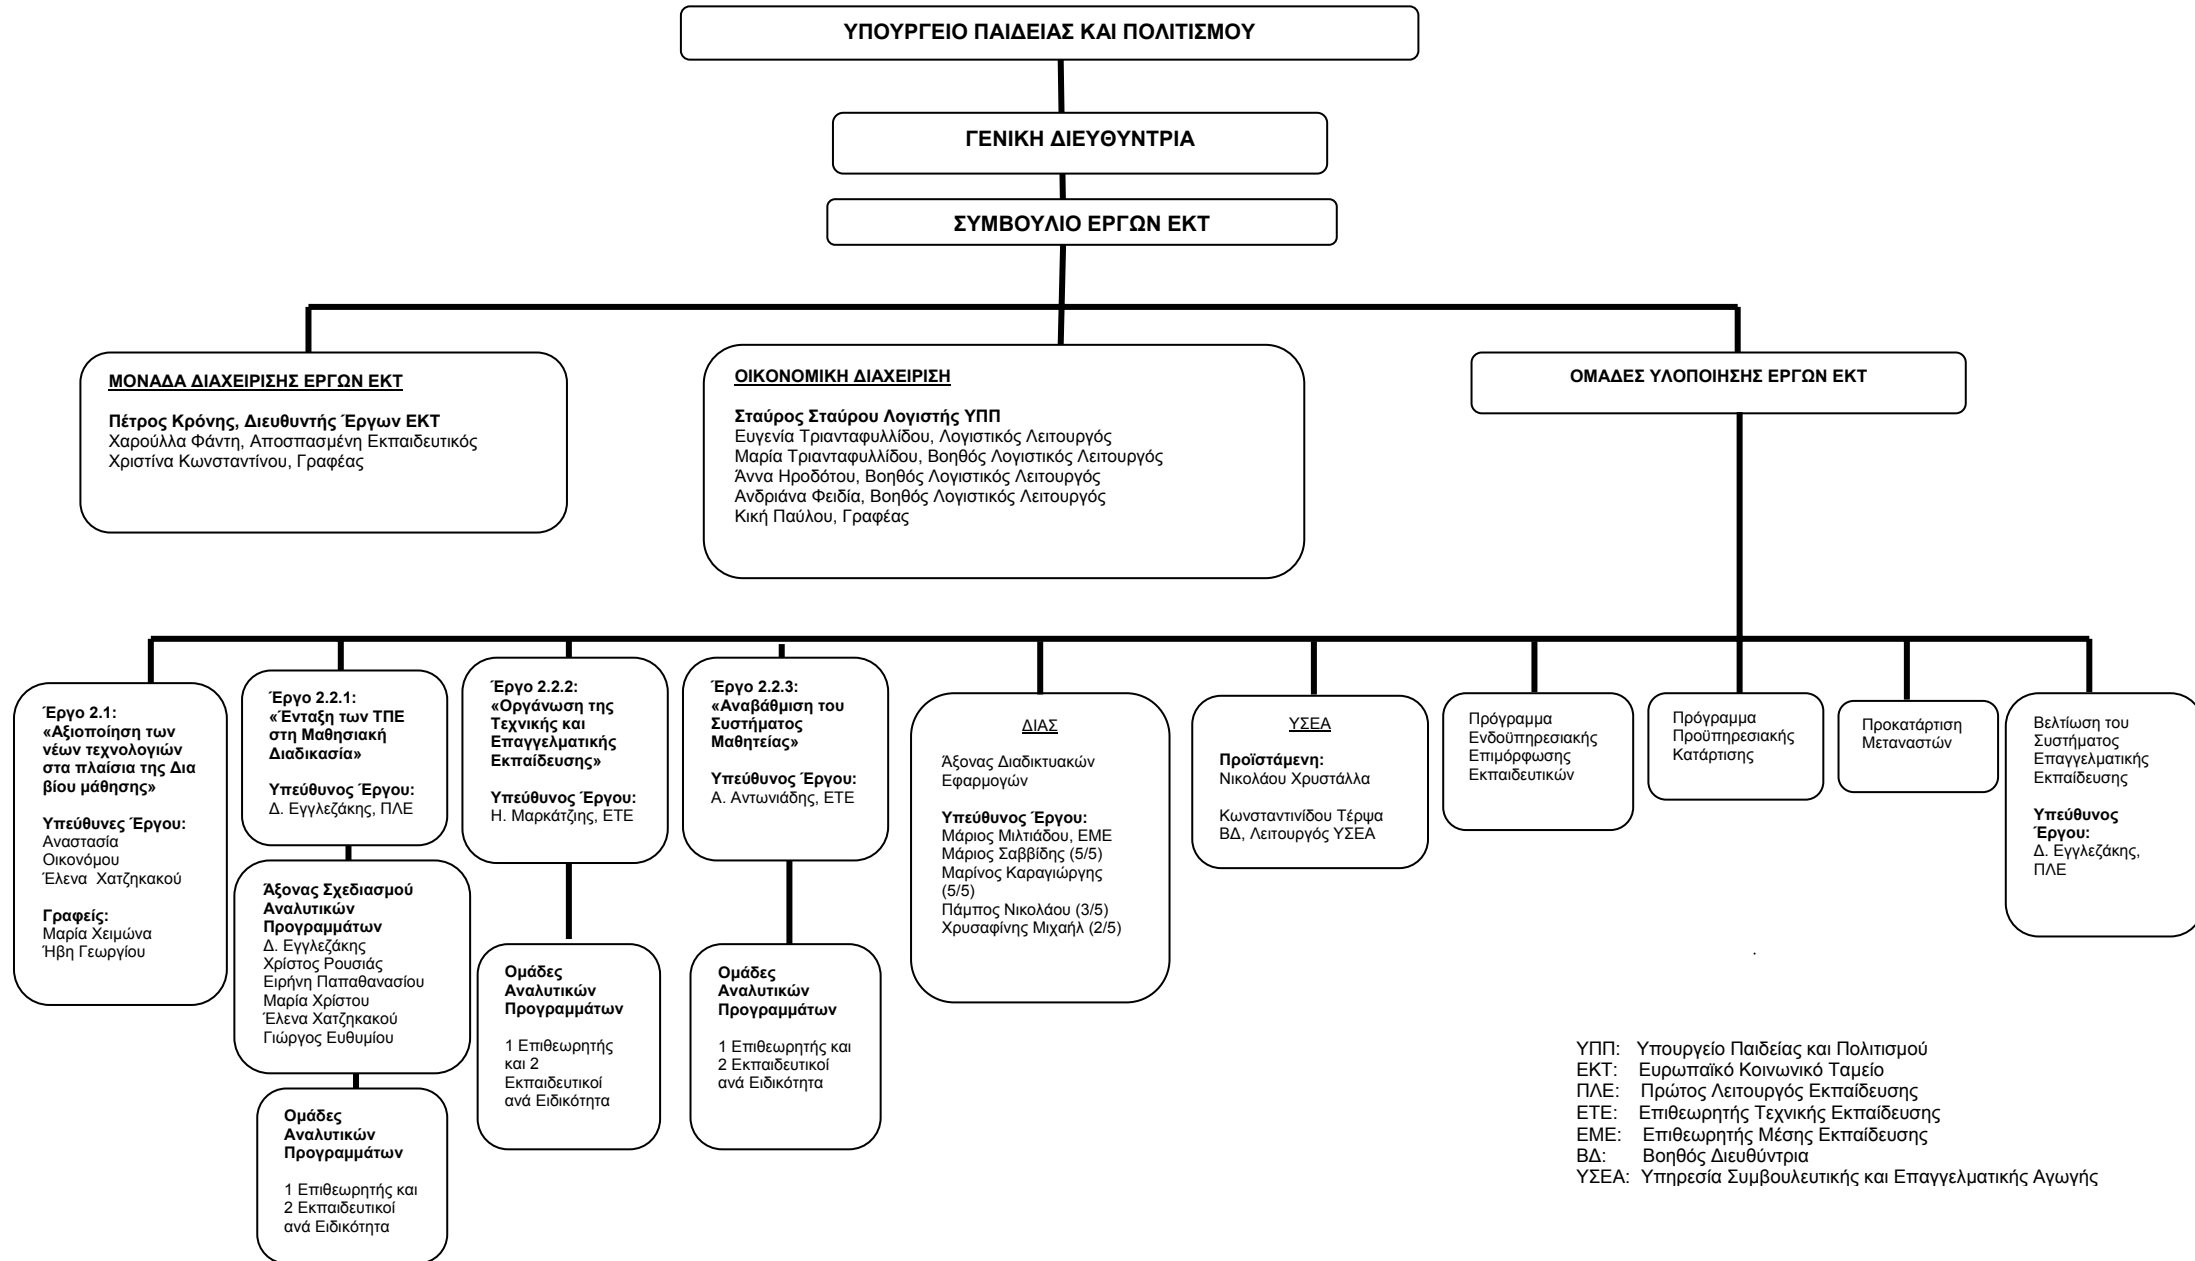 ΥΠΟΥΡΓΕΙΟ ΠΑΙΔΕΙΑΣ ΚΑΙ ΠΟΛΙΤΙΣΜΟΥ
ΓΕΝΙΚΗ ΔΙΕΥΘΥΝΤΡΙΑ
ΣΥΜΒΟΥΛΙΟ ΕΡΓΩΝ ΕΚΤ
ΜΟΝΑΔΑ ΔΙΑΧΕΙΡΙΣΗΣ ΕΡΓΩΝ ΕΚΤ
Πέτρος Κρόνης, Διευθυντής Έργων ΕΚΤ
Χαρούλλα Φάντη, Αποσπασμένη Εκπαιδευτικός
Χριστίνα Κωνσταντίνου, Γραφέας
ΟΙΚΟΝΟΜΙΚΗ ΔΙΑΧΕΙΡΙΣΗ
Σταύρος Σταύρου Λογιστής ΥΠΠ
Ευγενία Τριανταφυλλίδου, Λογιστικός Λειτουργός
Μαρία Τριανταφυλλίδου, Βοηθός Λογιστικός Λειτουργός
Άννα Ηροδότου, Βοηθός Λογιστικός Λειτουργός
Ανδριάνα Φειδία, Βοηθός Λογιστικός Λειτουργός
Κική Παύλου, Γραφέας
ΟΜΑΔΕΣ ΥΛΟΠΟΙΗΣΗΣ ΕΡΓΩΝ ΕΚΤ
Έργο 2.1:
«Αξιοποίηση των
νέων τεχνολογιών
στα πλαίσια της Δια
βίου μάθησης»
Υπεύθυνες Έργου:
Αναστασία
Οικονόμου
Έλενα Χατζηκακού
Γραφείς:
Μαρία Χειμώνα
Ήβη Γεωργίου
Έργο 2.2.1:
«Ένταξη των ΤΠΕ
στη Μαθησιακή
Διαδικασία»
Υπεύθυνος Έργου:
Δ. Εγγλεζάκης, ΠΛΕ
Άξονας Σχεδιασμού
Αναλυτικών
Προγραμμάτων
Δ. Εγγλεζάκης
Χρίστος Ρουσιάς
Ειρήνη Παπαθανασίου
Μαρία Χρίστου
Έλενα Χατζηκακού
Γιώργος Ευθυμίου
Ομάδες
Αναλυτικών
Προγραμμάτων
1 Επιθεωρητής και
2 Εκπαιδευτικοί
ανά Ειδικότητα
Έργο 2.2.2:
«Οργάνωση της
Τεχνικής και
Επαγγελματικής
Εκπαίδευσης»
Υπεύθυνος Έργου:
Η. Μαρκάτζιης, ΕΤΕ
Ομάδες
Αναλυτικών
Προγραμμάτων
1 Επιθεωρητής
και 2
Εκπαιδευτικοί
ανά Ειδικότητα
Έργο 2.2.3:
«Αναβάθμιση του
Συστήματος
Μαθητείας»
Υπεύθυνος Έργου:
Α. Αντωνιάδης, ΕΤΕ
Ομάδες
Αναλυτικών
Προγραμμάτων
1 Επιθεωρητής και
2 Εκπαιδευτικοί
ανά Ειδικότητα
ΔΙΑΣ
Άξονας Διαδικτυακών
Εφαρμογών
Υπεύθυνος Έργου:
Μάριος Μιλτιάδου, ΕΜΕ
Μάριος Σαββίδης (5/5)
Μαρίνος Καραγιώργης
(5/5)
Πάμπος Νικολάου (3/5)
Χρυσαφίνης Μιχαήλ (2/5)
ΥΣΕΑ
Προϊστάμενη:
Νικολάου Χρυστάλλα
Κωνσταντινίδου Τέρψα
ΒΔ, Λειτουργός ΥΣΕΑ
Πρόγραμμα
Ενδοϋπηρεσιακής
Επιμόρφωσης
Εκπαιδευτικών
Πρόγραμμα
Προϋπηρεσιακής
Κατάρτισης
Προκατάρτιση
Μεταναστών
Βελτίωση του
Συστήματος
Επαγγελματικής
Εκπαίδευσης
Υπεύθυνος
Έργου:
Δ. Εγγλεζάκης,
ΠΛΕ
ΥΠΠ: Υπουργείο Παιδείας και Πολιτισμού
ΕΚΤ: Ευρωπαϊκό Κοινωνικό Ταμείο
ΠΛΕ: Πρώτος Λειτουργός Εκπαίδευσης
ΕΤΕ: Επιθεωρητής Τεχνικής Εκπαίδευσης
ΕΜΕ: Επιθεωρητής Μέσης Εκπαίδευσης
ΒΔ: Βοηθός Διευθύντρια
ΥΣΕΑ: Υπηρεσία Συμβουλευτικής και Επαγγελματικής Αγωγής